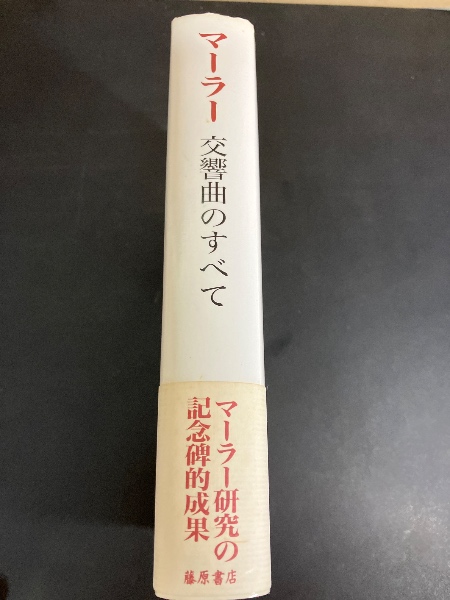 マーラー 交響曲のすべて
マーラー研究の
記念碑的成果
藤原書店